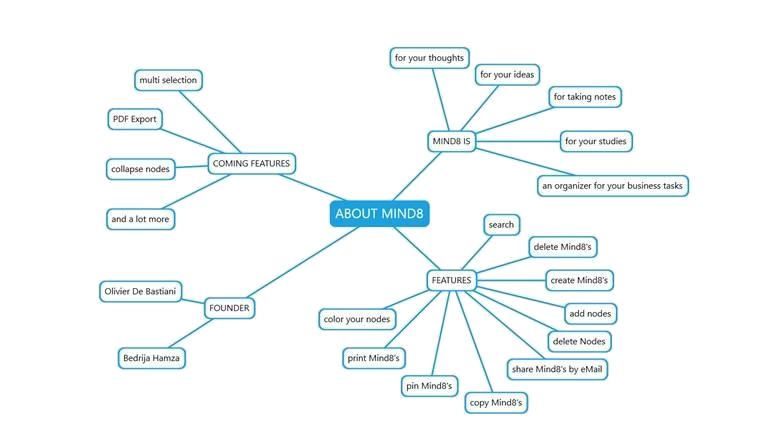 for your thoughts
for your ideas
multi selection
for taking notes
PDF Export
MIND8 IS
for your studies
COMING FEATURES
collapse nodes
an organizer for your business tasks
ABOUT MIND8
and a lot more
search
delete Mind8's
FEATURES
create Mind8's
Olivier De Bastiani
FOUNDER
add nodes
color your nodes
delete Nodes
Bedrija Hamza
print Mind8's
share Mind8's by eMail
pin Mind8's
copy Mind8's